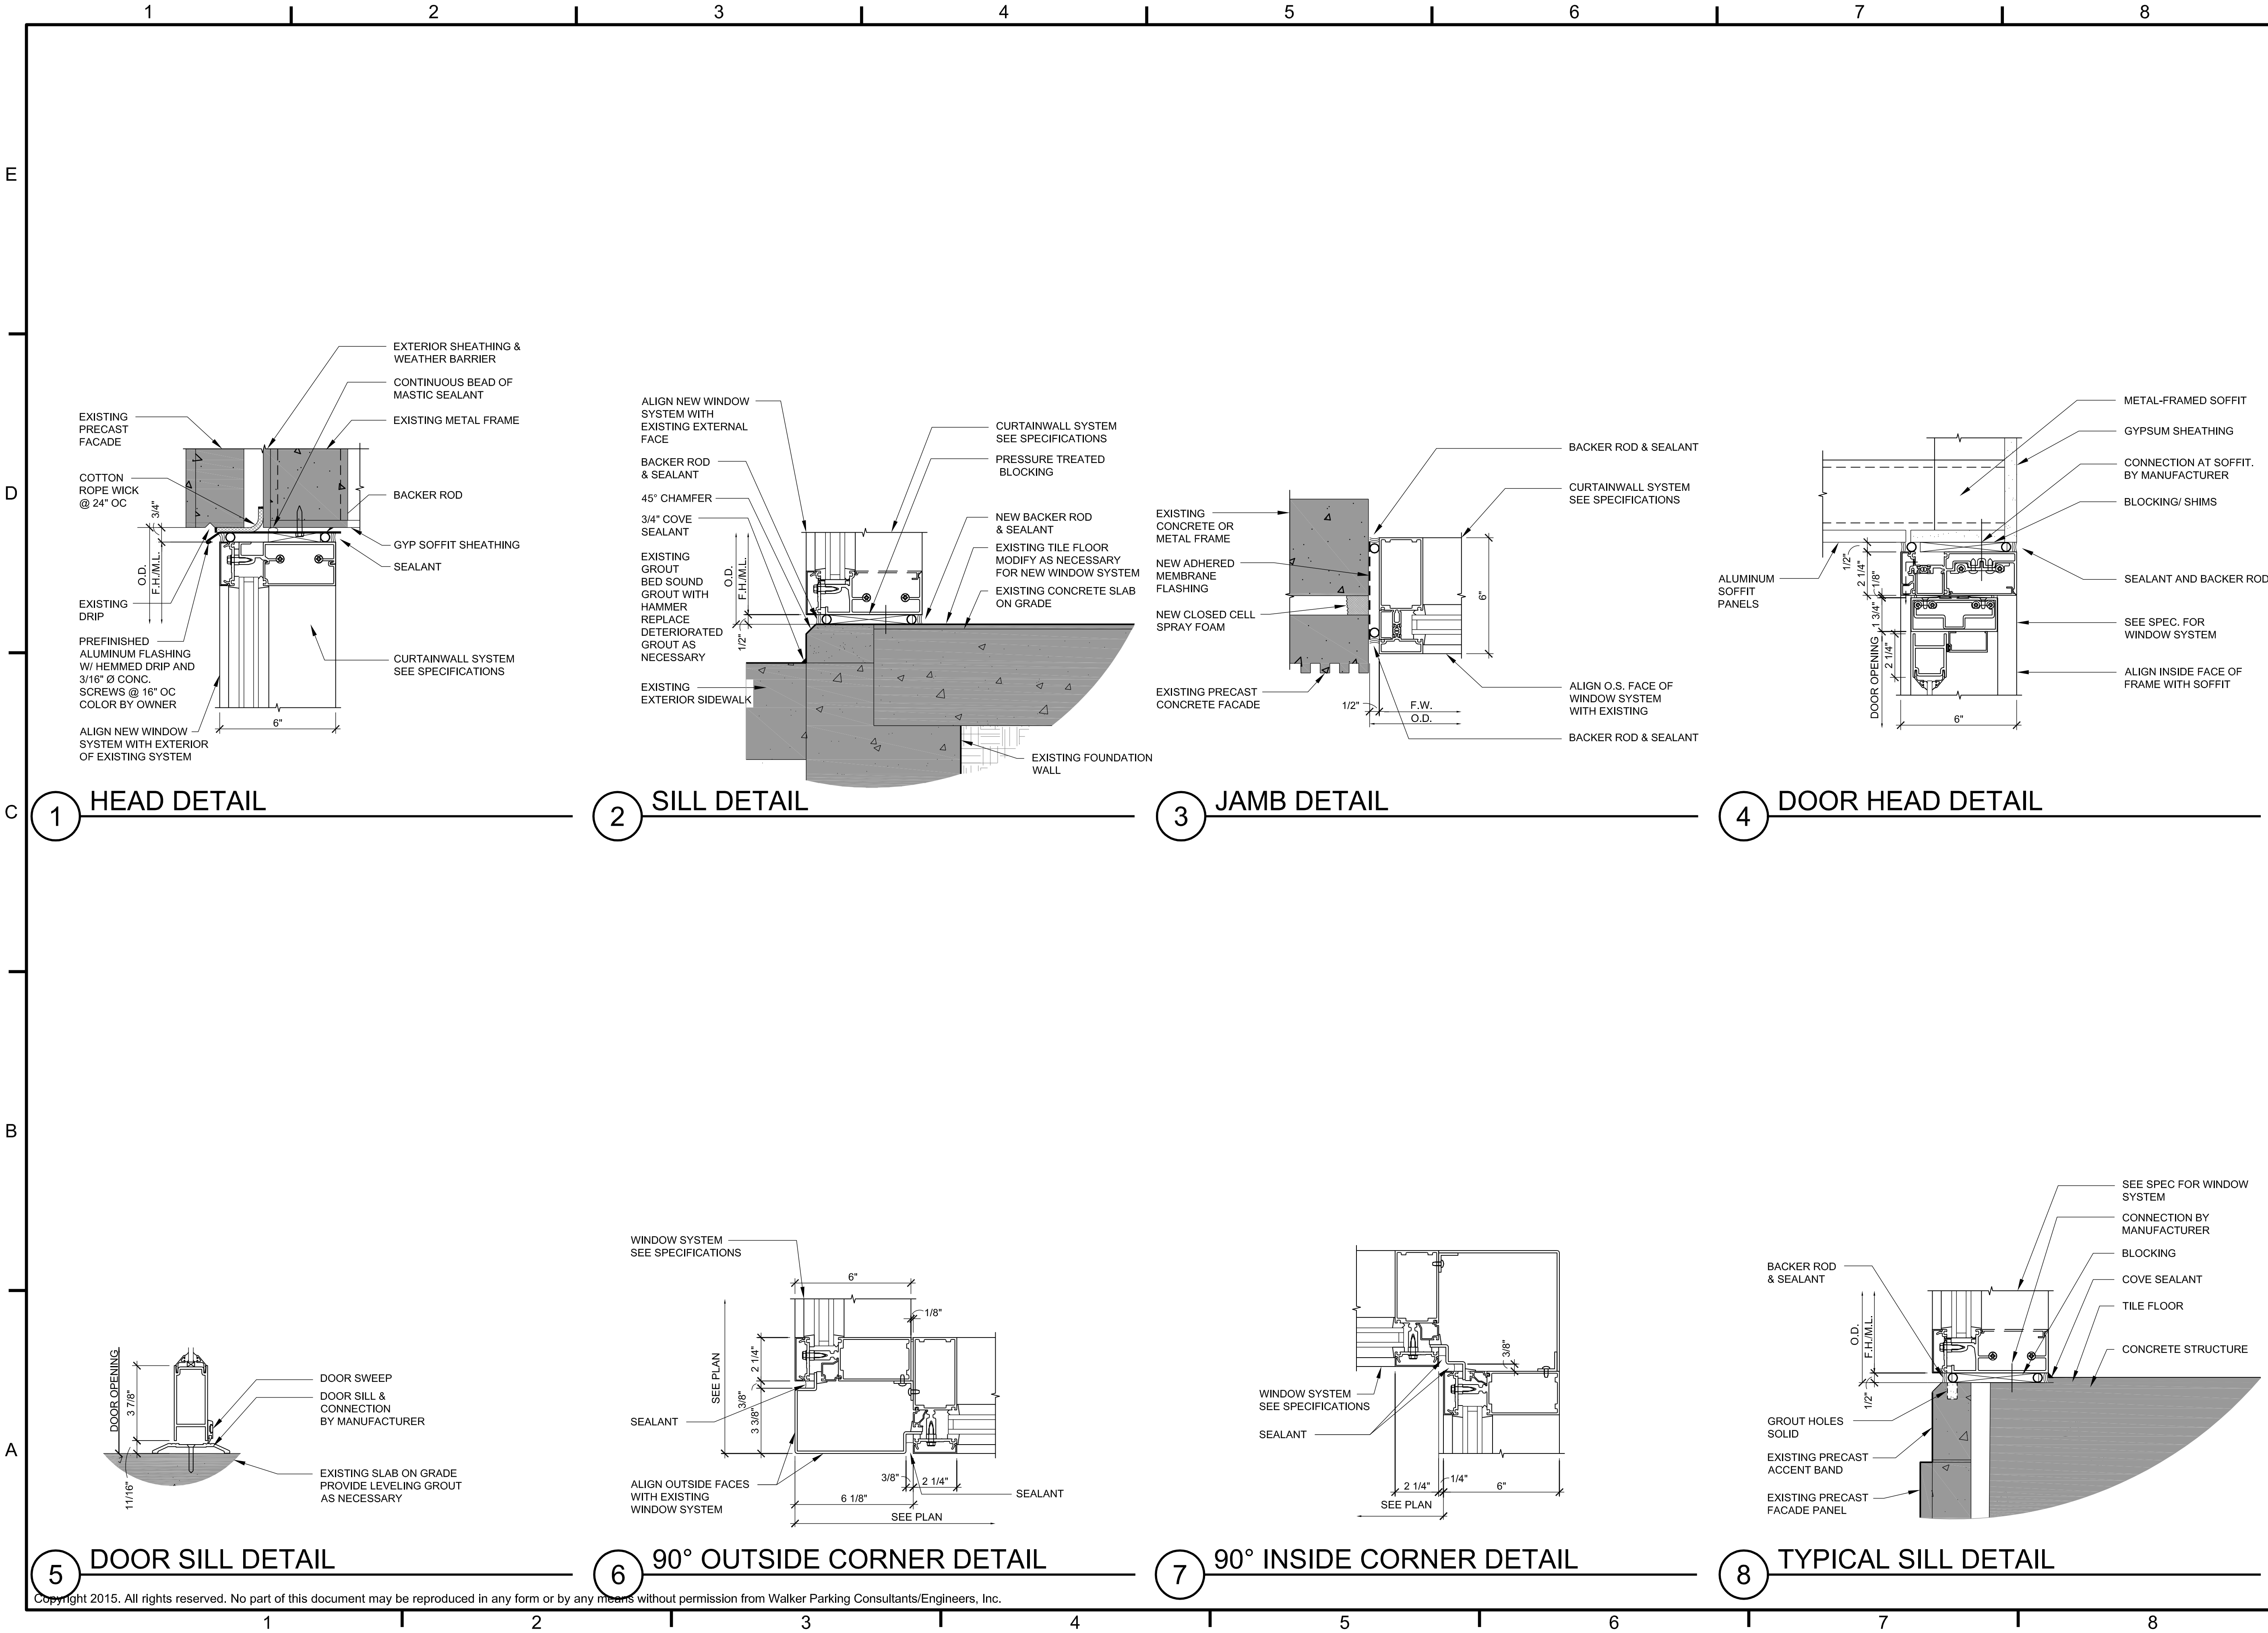 1 2 3 4 5 6 7 8
E
D
C
B
A
EXISTING
PRECAST
FACADE
COTTON
ROPE WICK
@ 24" OC
3/4"
O.D.
F.H./M.L.
EXISTING
DRIP
PREFINISHED
ALUMINUM FLASHING
W/ HEMMED DRIP AND
3/16" Ø CONC.
SCREWS @ 16" OC
COLOR BY OWNER
ALIGN NEW WINDOW
SYSTEM WITH EXTERIOR
OF EXISTING SYSTEM
6"
EXTERIOR SHEATHING &
WEATHER BARRIER
CONTINUOUS BEAD OF
MASTIC SEALANT
EXISTING METAL FRAME
BACKER ROD
GYP SOFFIT SHEATHING
SEALANT
CURTAINWALL SYSTEM
SEE SPECIFICATIONS
1 HEAD DETAIL
ALIGN NEW WINDOW
SYSTEM WITH
EXISTING EXTERNAL
FACE
BACKER ROD
& SEALANT
45° CHAMFER
3/4" COVE
SEALANT
EXISTING
GROUT
BED SOUND
GROUT WITH
HAMMER
REPLACE
DETERIORATED
GROUT AS
NECESSARY
O.D.
F.H./M.L.
1/2"
EXISTING
EXTERIOR SIDEWALK
CURTAINWALL SYSTEM
SEE SPECIFICATIONS
PRESSURE TREATED
BLOCKING
NEW BACKER ROD
& SEALANT
EXISTING TILE FLOOR
MODIFY AS NECESSARY
FOR NEW WINDOW SYSTEM
EXISTING CONCRETE SLAB
ON GRADE
EXISTING FOUNDATION
WALL
2 SILL DETAIL
EXISTING
CONCRETE OR
METAL FRAME
NEW ADHERED
MEMBRANE
FLASHING
NEW CLOSED CELL
SPRAY FOAM
EXISTING PRECAST
CONCRETE FACADE
1/2"
F.W.
O.D.
6"
BACKER ROD & SEALANT
CURTAINWALL SYSTEM
SEE SPECIFICATIONS
ALIGN O.S. FACE OF
WINDOW SYSTEM
WITH EXISTING
BACKER ROD & SEALANT
3 JAMB DETAIL
ALUMINUM
SOFFIT
PANELS
1/2"
2 1/4"
1/8"
1 3/4"
2 1/4"
DOOR OPENING
6"
METAL-FRAMED SOFFIT
GYPSUM SHEATHING
CONNECTION AT SOFFIT.
BY MANUFACTURER
BLOCKING/ SHIMS
SEALANT AND BACKER ROD
SEE SPEC. FOR
WINDOW SYSTEM
ALIGN INSIDE FACE OF
FRAME WITH SOFFIT
4 DOOR HEAD DETAIL
DOOR OPENING
3 7/8"
11/16"
DOOR SWEEP
DOOR SILL &
CONNECTION
BY MANUFACTURER
EXISTING SLAB ON GRADE
PROVIDE LEVELING GROUT
AS NECESSARY
5 DOOR SILL DETAIL
WINDOW SYSTEM
SEE SPECIFICATIONS
6"
1/8"
SEE PLAN
2 1/4"
3/8"
3 3/8"
SEALANT
ALIGN OUTSIDE FACES
WITH EXISTING
WINDOW SYSTEM
3/8"
2 1/4"
6 1/8"
SEE PLAN
SEALANT
6 90° OUTSIDE CORNER DETAIL
3/8"
WINDOW SYSTEM
SEE SPECIFICATIONS
SEALANT
2 1/4"
1/4"
6"
SEE PLAN
7 90° INSIDE CORNER DETAIL
BACKER ROD
& SEALANT
O.D.
F.H./M.L.
1/2"
GROUT HOLES
SOLID
EXISTING PRECAST
ACCENT BAND
EXISTING PRECAST
FACADE PANEL
SEE SPEC FOR WINDOW
SYSTEM
CONNECTION BY
MANUFACTURER
BLOCKING
COVE SEALANT
TILE FLOOR
CONCRETE STRUCTURE
8 TYPICAL SILL DETAIL
Copyright 2015. All rights reserved. No part of this document may be reproduced in any form or by any means without permission from Walker Parking Consultants/Engineers, Inc.
1 2 3 4 5 6 7 8